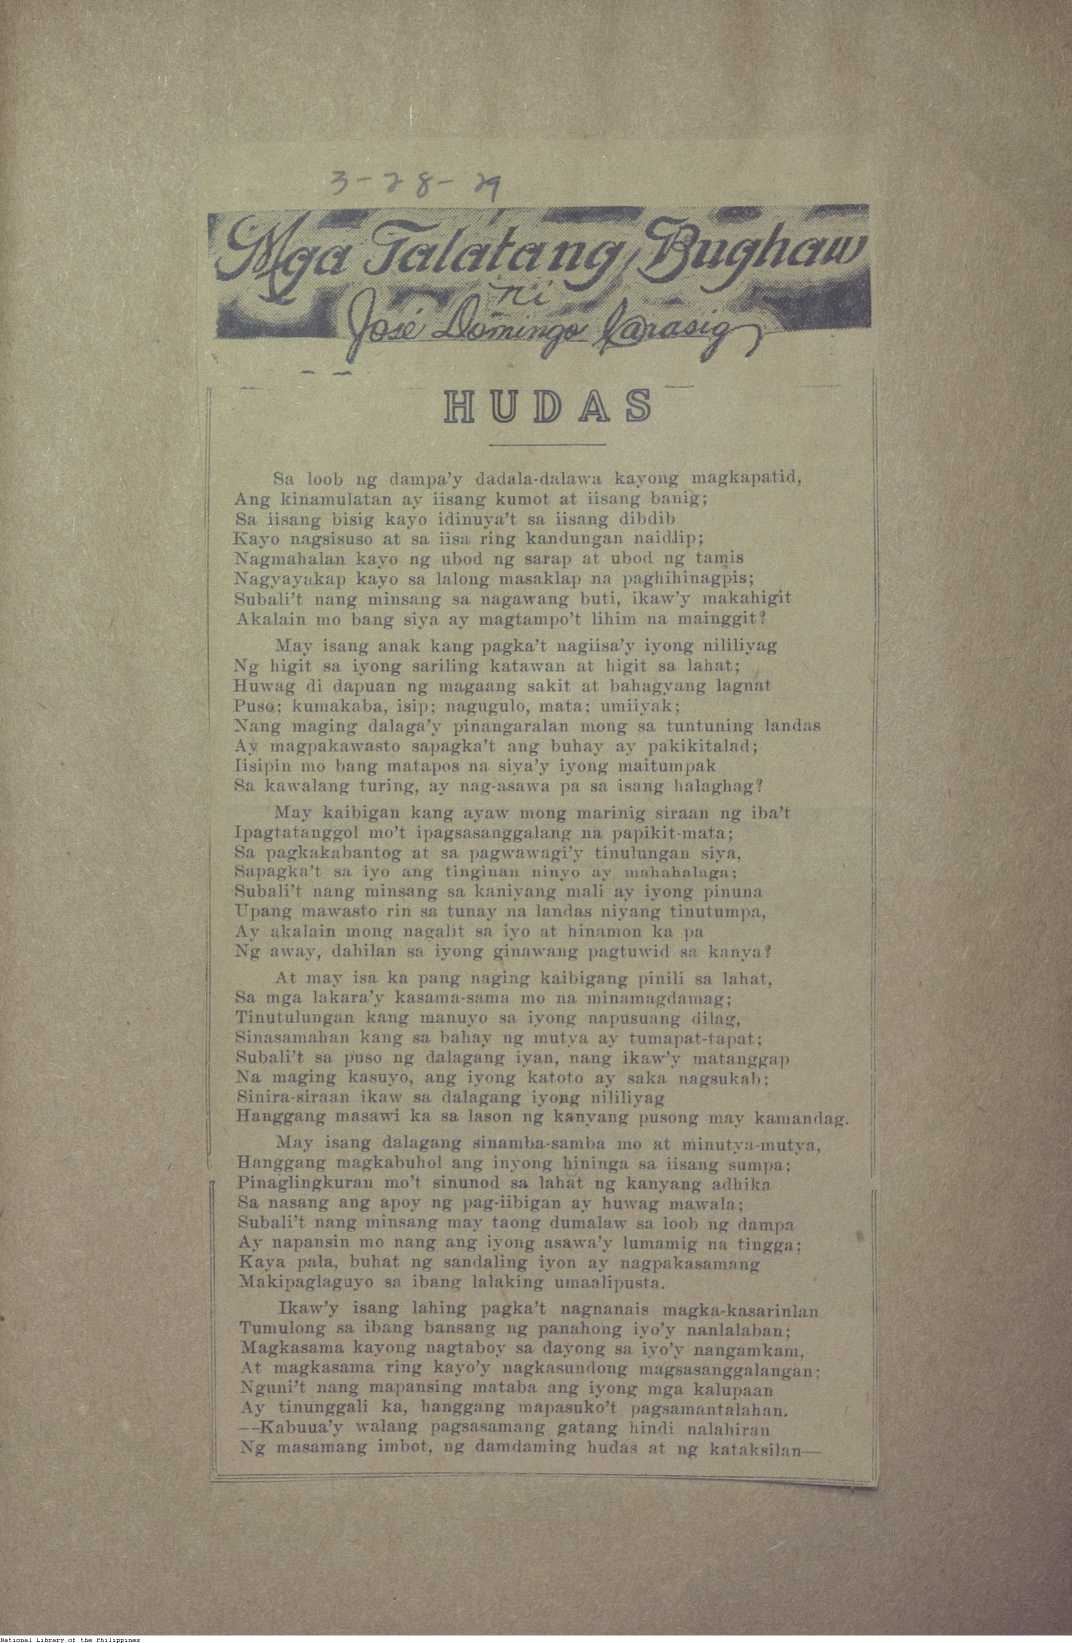 3-28-29
Mga Talatang Bughaw
ni
José Domingo Karasig
HUDAS
Sa loob ng dampa'y dadala-dalawa kayong magkapatid,
Ang kinamulatan ay iisang kumot at iisang banig;
Sa iisang bisig kayo idinuya't sa iisang dibdib
Kayo nagsisuso at sa iisa ring kandungan naidlip;
Nagmahalan kayo ng ubod ng sarap at ubod ng tamis
Nagyayakap kayo sa lalong masaklap na paghihinagpis;
Subali't nang minsang sa nagawang buti, ikaw'y makahigit
Akalain mo bang siya ay magtampo't lihim na mainggit?
May isang anak kang pagka't nagiisa'y iyong nililiyag
Ng higit sa iyong sariling katawan at higit sa lahat;
Huwag di dapuan ng magaang sakit at bahagyang lagnat
Puso; kumakaba, isip; nagugulo, mata; umiiyak;
Nang maging dalaga'y pinangaralan mong sa tuntuning landas
Ay magpakawasto sapagka't ang buhay ay pakikitalad;
Iisipin mo bang matapos na siya'y iyong maitumpak
Sa kawalang turing, ay nag-asawa pa sa isang halaghag?
May kaibigan kang ayaw mong marinig siraan ng iba't
Ipagtatanggol mo't ipagsasanggalang na papikit-mata;
Sa pagkakabantog at sa pagwawagi'y tinulungan siya,
Sapagka't sa iyo ang tinginan ninyo ay mahahalaga;
Subali't nang minsang sa kaniyang mali ay iyong pinuna
Upang mawasto rin sa tunay na landas niyang tinutumpa,
Ay akalain mong nagalit sa iyo at hinamon ka pa
Ng away, dahilan sa iyong ginawang pagtuwid sa kanya?
At may isa ka pang naging kaibigang pinili sa lahat,
Sa mga lakara'y kasama-sama mo na minamagdamag;
Tinutulungan kang manuyo sa iyong napusuang dilag,
Sinasamahan kang sa bahay ng mutya ay tumapat-tapat;
Subali't sa puso ng dalagang iyan, nang ikaw'y matanggap
Na maging kasuyo, ang iyong katoto ay saka nagsukab;
Sinira-siraan ikaw sa dalagang iyong nililiyag
Hanggang masawi ka sa lason ng kanyang pusong may kamandag.
May isang dalagang sinamba-samba mo at minutya-mutya,
Hanggang magkabuhol ang inyong hininga sa iisang sumpa;
Pinaglingkuran mo't sinunod sa lahat ng kanyang adhika
Sa nasang ang apoy ng pag-iibigan ay huwag mawala;
Subali't nang minsang may taong dumalaw sa loob ng dampa
Ay napansin mo nang ang iyong asawa'y lumamig na tingga;
Kaya pala, buhat ng sandaling iyon ay nagpakasamang
Makipaglaguyo sa ibang lalaking umaalipusta.
Ikaw'y isang lahing pagka't nagnanais magka-kasarinlan
Tumulong sa ibang bansang ng panahong iyo'y nanlalaban;
Magkasama kayong nagtaboy sa dayong sa iyo'y nangamkam,
At magkasama ring kayo'y nagkasundong magsasanggalangan;
Nguni't nang mapansing mataba ang iyong mga kalupaan
Ay tinunggali ka, hanggang mapasuko't pagsamantalahan.
—Kabuua'y walang pagsasamang gatang hindi nalahiran
Ng masamang imbot, ng damdaming hudas at ng kataksilan—
National Library of the Philippines